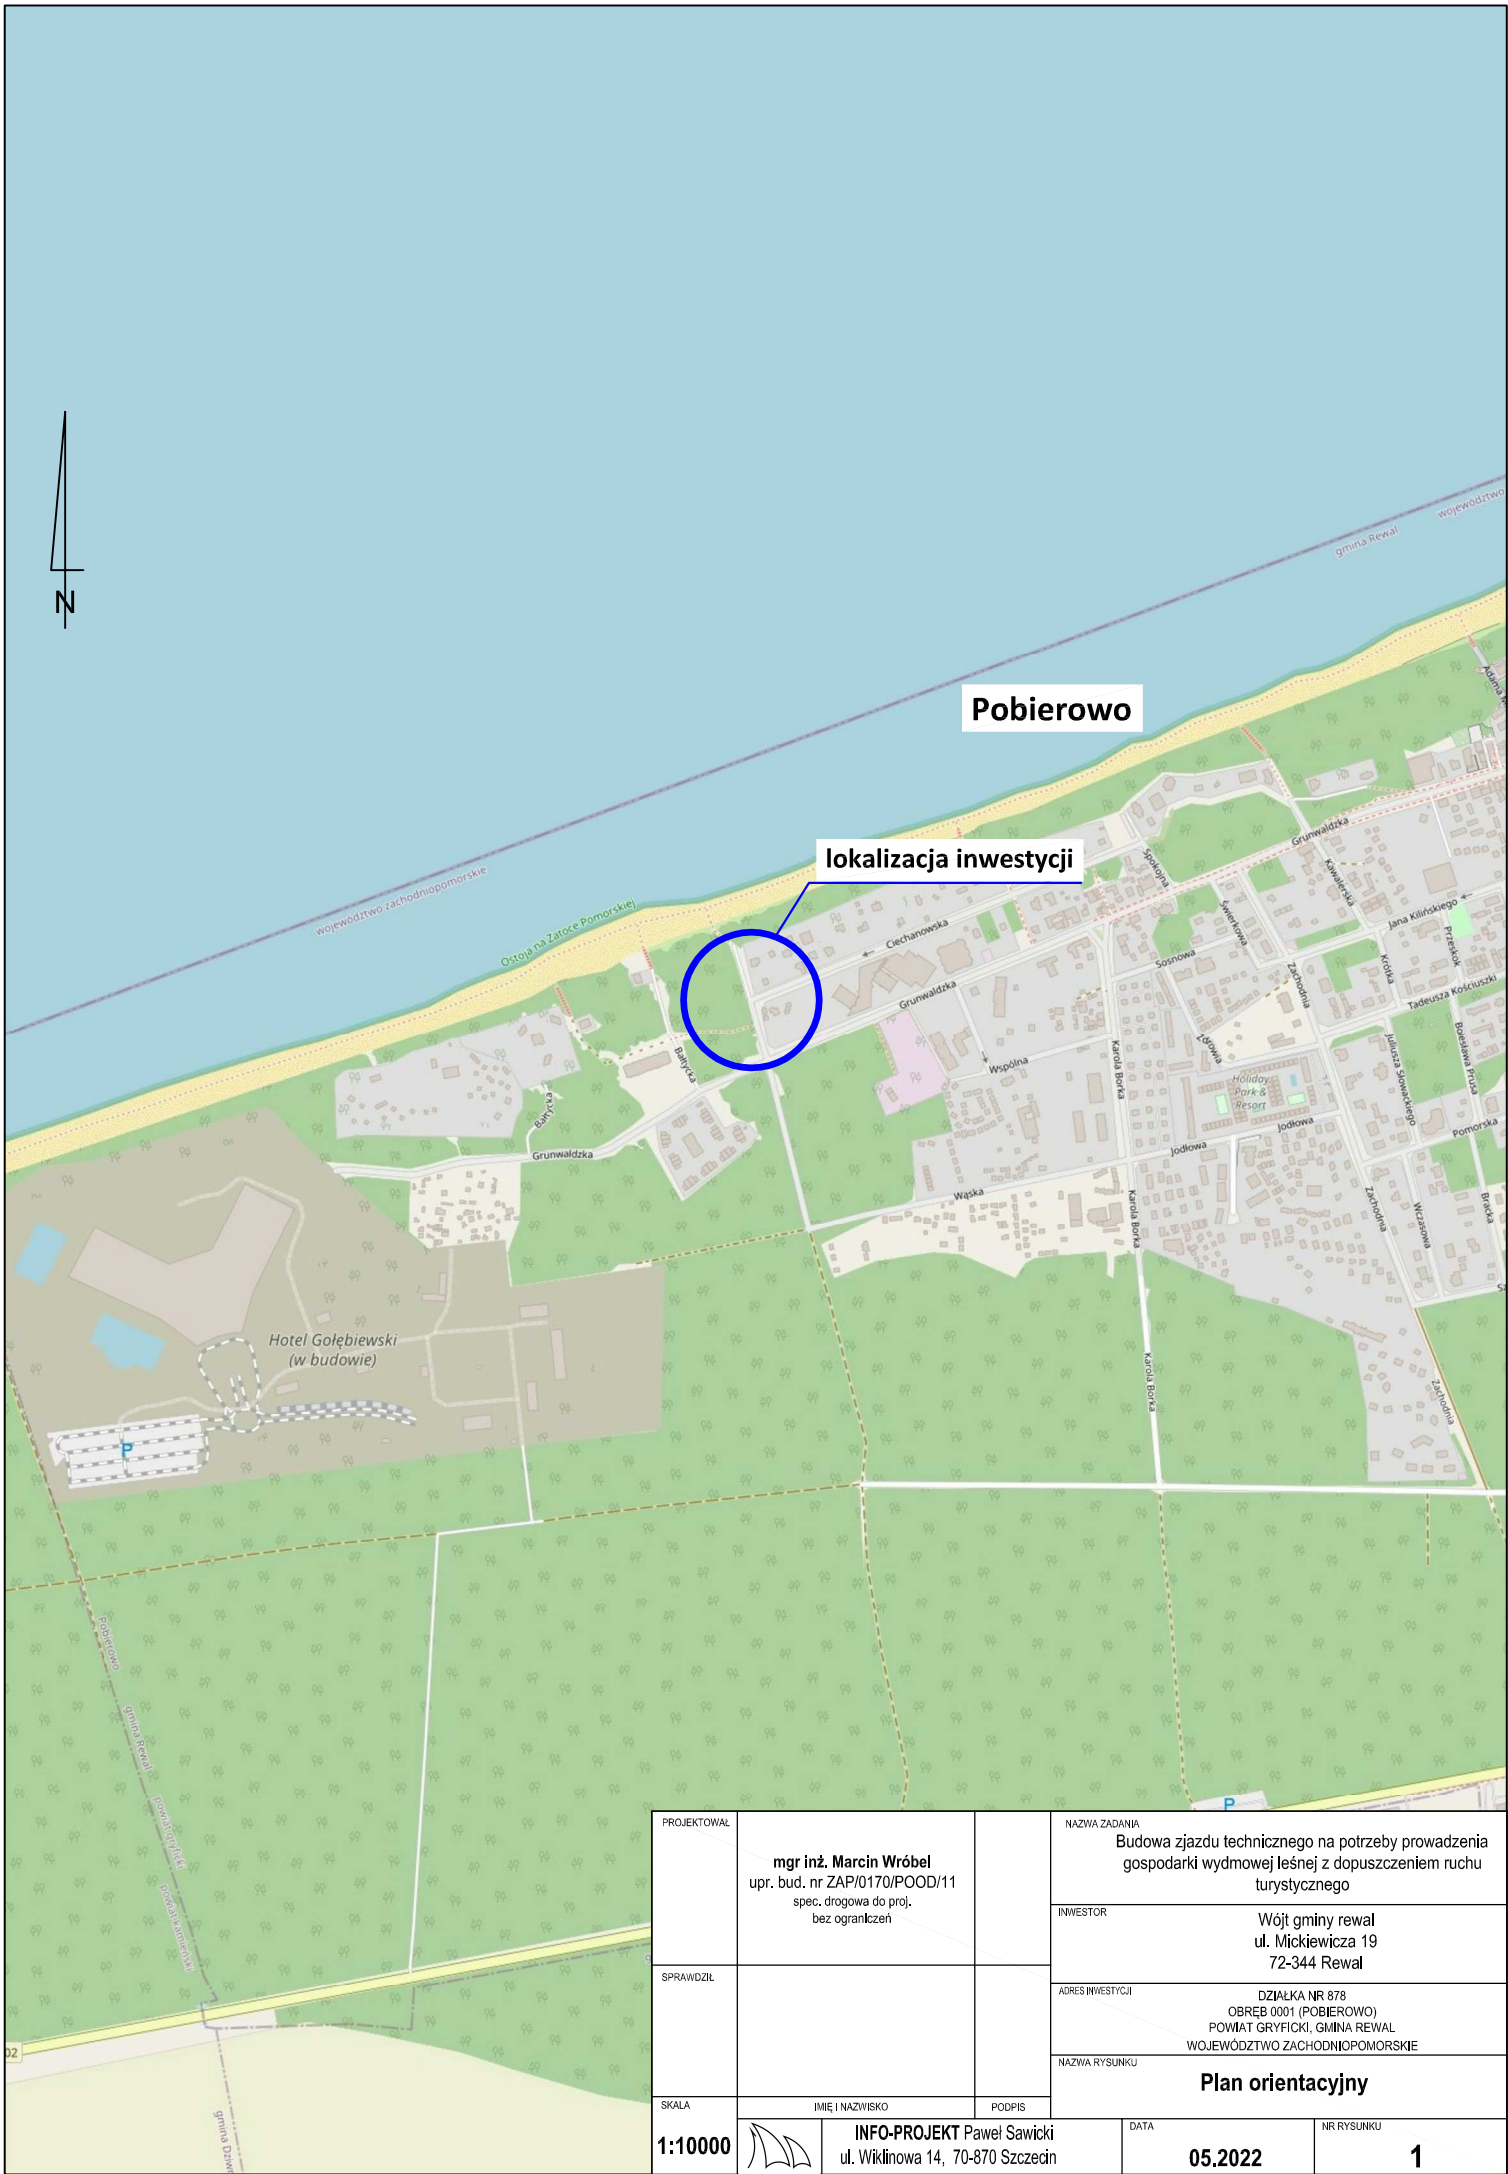 N
województwo
gmina Rewal
Pobierowo
lokalizacja inwestycji
województwo zachodniopomorskie
Ostoja na Zatoce Pomorskiej
Adama
Grunwaldzka
Spokojna
Kawalerska
Świerkowa
Jana Kilińskiego
Przeskok
Ciechanowska
Sosnowa
Zachodnia
Krótka
Tadeusza Kościuszki
Grunwaldzka
Bałtycka
Wspólna
Karola Borka
Zdrowia
Juliusza Słowackiego
Bolesława Prusa
Holiday
Park &
Resort
Bałtycka
Grunwaldzka
Jodłowa
Jodłowa
Pomorska
Wąska
Karola Borka
Zachodnia
Wczasowa
Bracka
Hotel Gołębiewski
(w budowie)
P
Karola Borka
Zachodnia
Pobierowo
gmina Rewal
powiat gryficki
powiat kamieński
P
02
PROJEKTOWAŁ
mgr inż. Marcin Wróbel
upr. bud. nr ZAP/0170/POOD/11
spec. drogowa do proj.
bez ograniczeń
NAZWA ZADANIA
Budowa zjazdu technicznego na potrzeby prowadzenia
gospodarki wydmowej leśnej z dopuszczeniem ruchu
turystycznego
INWESTOR
Wójt gminy rewal
ul. Mickiewicza 19
72-344 Rewal
SPRAWDZIŁ
ADRES INWESTYCJI
DZIAŁKA NR 878
OBRĘB 0001 (POBIEROWO)
POWIAT GRYFICKI, GMINA REWAL
WOJEWÓDZTWO ZACHODNIOPOMORSKIE
NAZWA RYSUNKU
Plan orientacyjny
SKALA
IMIĘ I NAZWISKO
PODPIS
1:10000
INFO-PROJEKT Paweł Sawicki
ul. Wiklinowa 14, 70-870 Szczecin
DATA
05.2022
NR RYSUNKU
1